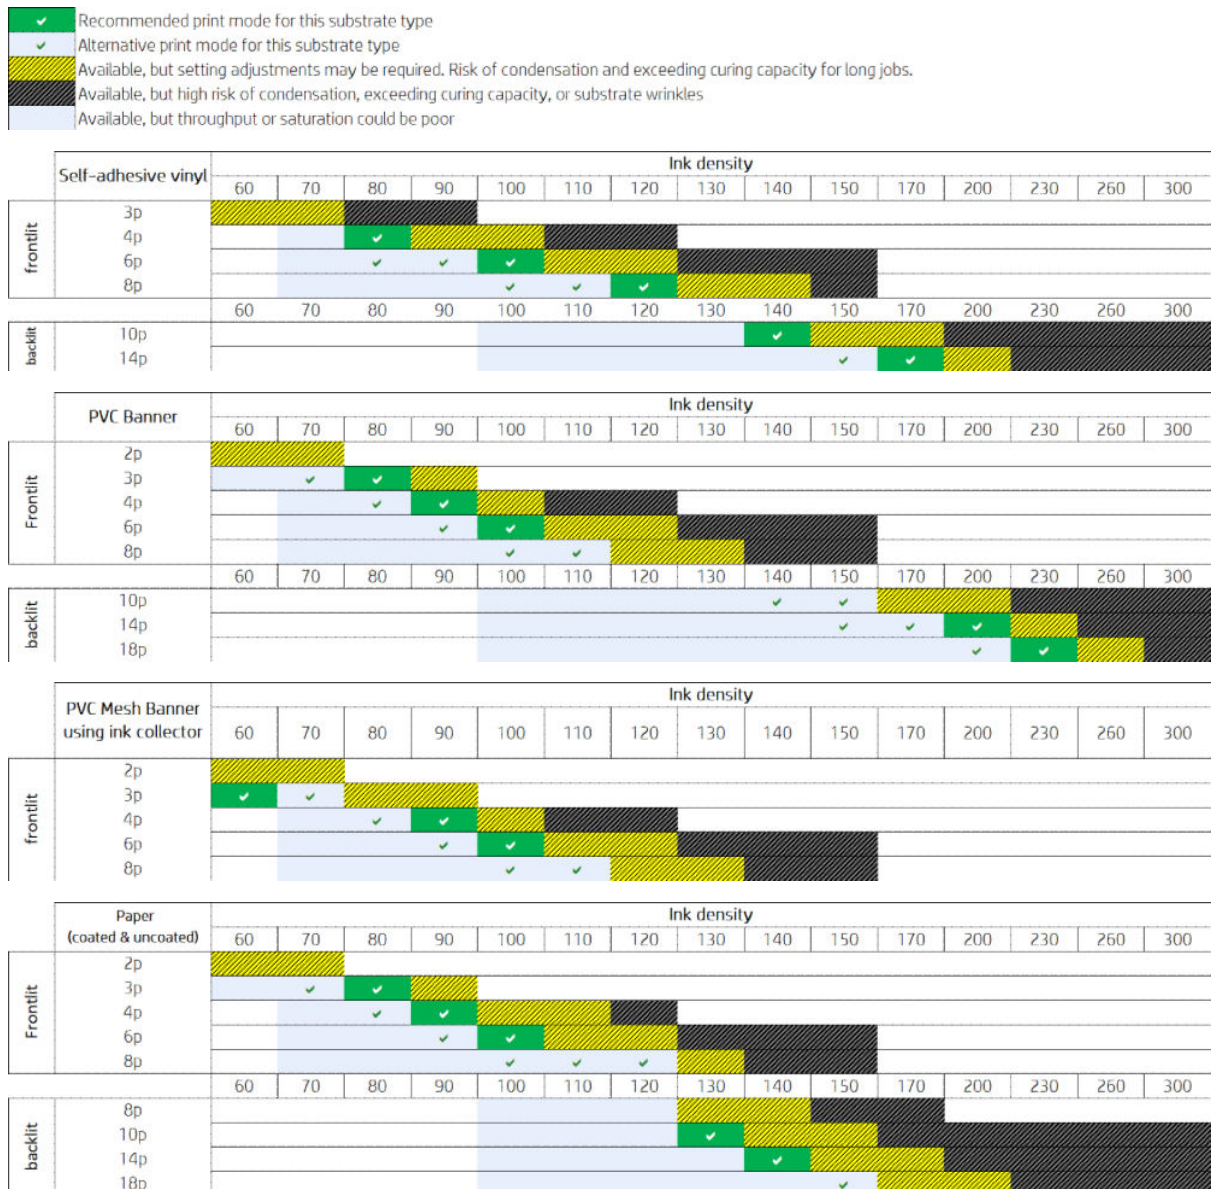 Recommended print mode for this substrate type
Alternative print mode for this substrate type
Available, but setting adjustments may be required. Risk of condensation and exceeding curing capacity for long jobs.
Available, but high risk of condensation, exceeding curing capacity, or substrate wrinkles
Available, but throughput or saturation could be poor
Self-adhesive vinyl
Ink density
60 70 80 90 100 110 120 130 140 150 170 200 230 260 300
frontlit
3p
4p
6p
8p
60 70 80 90 100 110 120 130 140 150 170 200 230 260 300
backlit
10p
14p
PVC Banner
Ink density
60 70 80 90 100 110 120 130 140 150 170 200 230 260 300
Frontlit
2p
3p
4p
6p
8p
60 70 80 90 100 110 120 130 140 150 170 200 230 260 300
backlit
10p
14p
18p
PVC Mesh Banner
using ink collector
Ink density
60 70 80 90 100 110 120 130 140 150 170 200 230 260 300
frontlit
2p
3p
4p
6p
8p
Paper
(coated & uncoated)
Ink density
60 70 80 90 100 110 120 130 140 150 170 200 230 260 300
Frontlit
2p
3p
4p
6p
8p
60 70 80 90 100 110 120 130 140 150 170 200 230 260 300
backlit
8p
10p
14p
18p